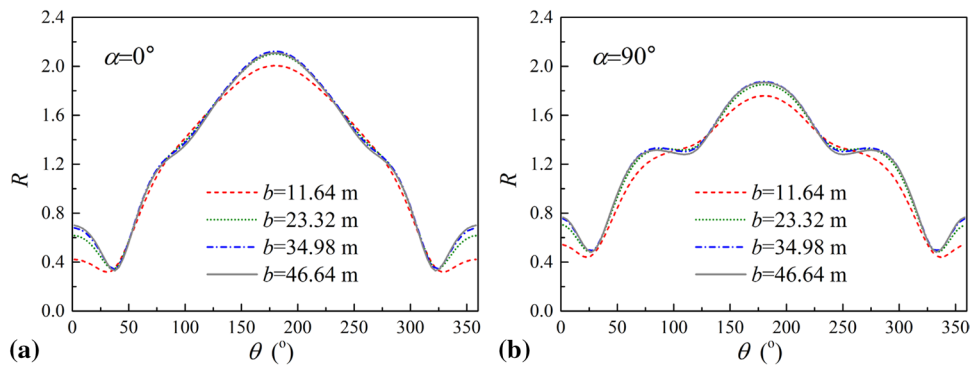 2.4
2.0
1.6
1.2
0.8
0.4
0.0
R
α=0°
b=11.64 m
b=23.32 m
b=34.98 m
b=46.64 m
0 50 100 150 200 250 300 350
(a)
θ (°)
2.4
2.0
1.6
1.2
0.8
0.4
0.0
R
α=90°
b=11.64 m
b=23.32 m
b=34.98 m
b=46.64 m
0 50 100 150 200 250 300 350
(b)
θ (°)